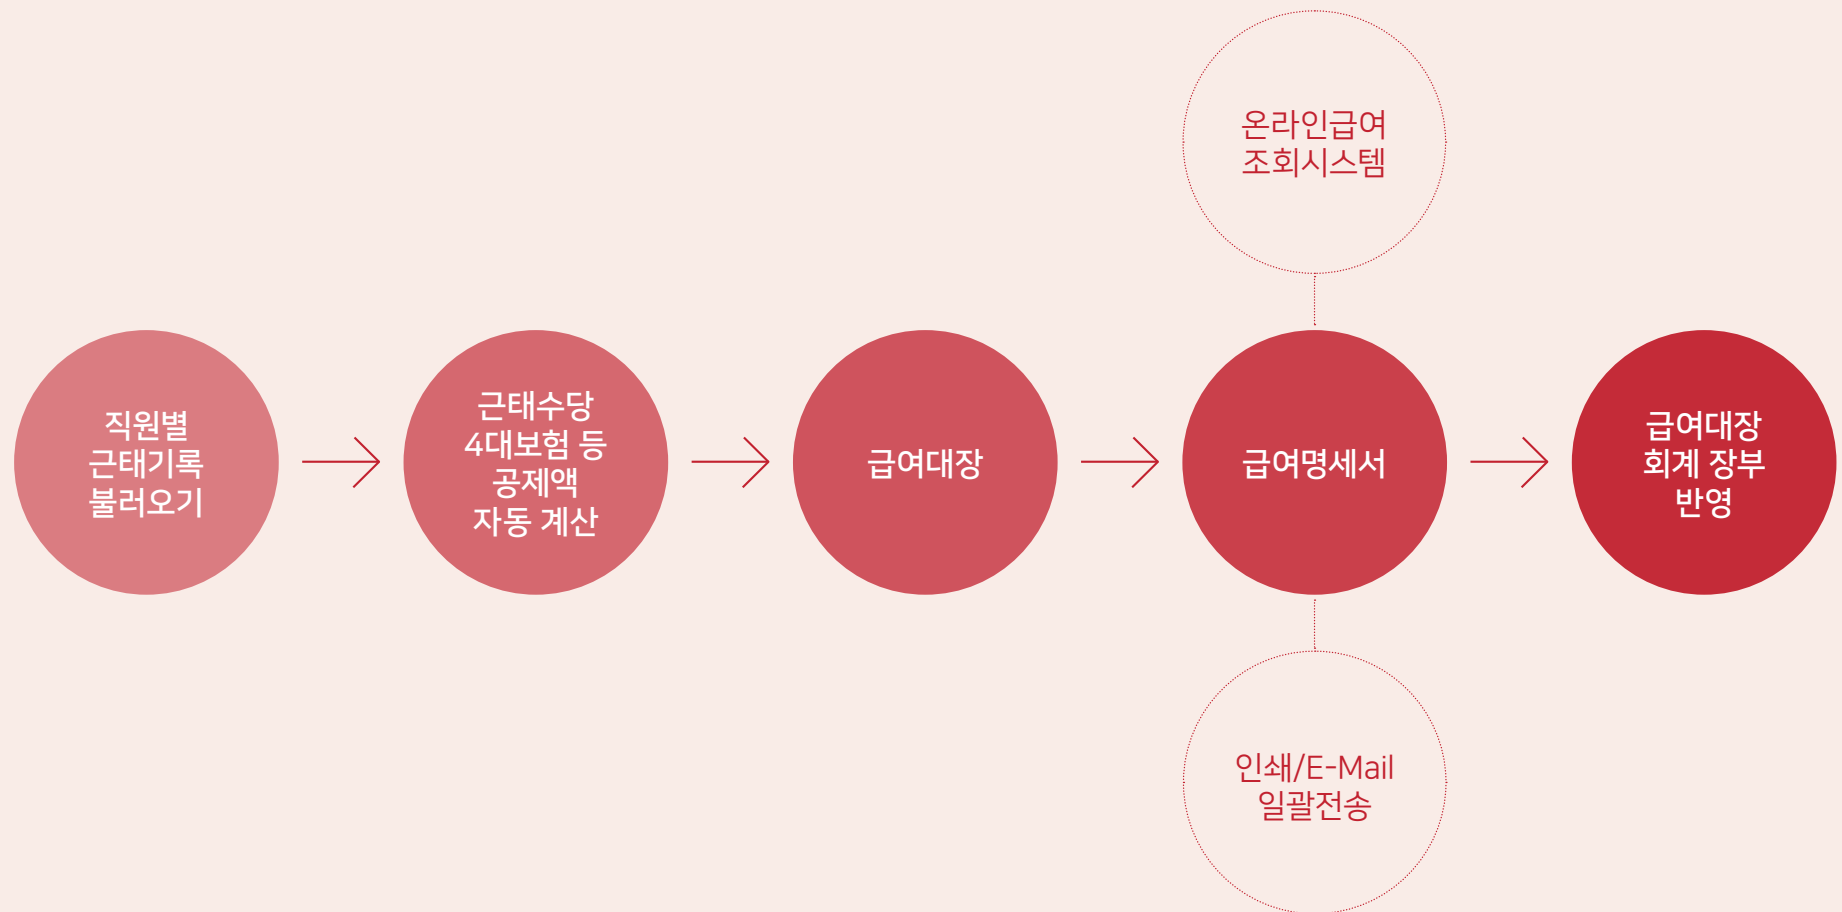 온라인급여
조회시스템
직원별
근태기록
불러오기
근태수당
4대보험 등
공제액
자동 계산
급여대장
급여명세서
급여대장
회계 장부
반영
인쇄/E-Mail
일괄전송